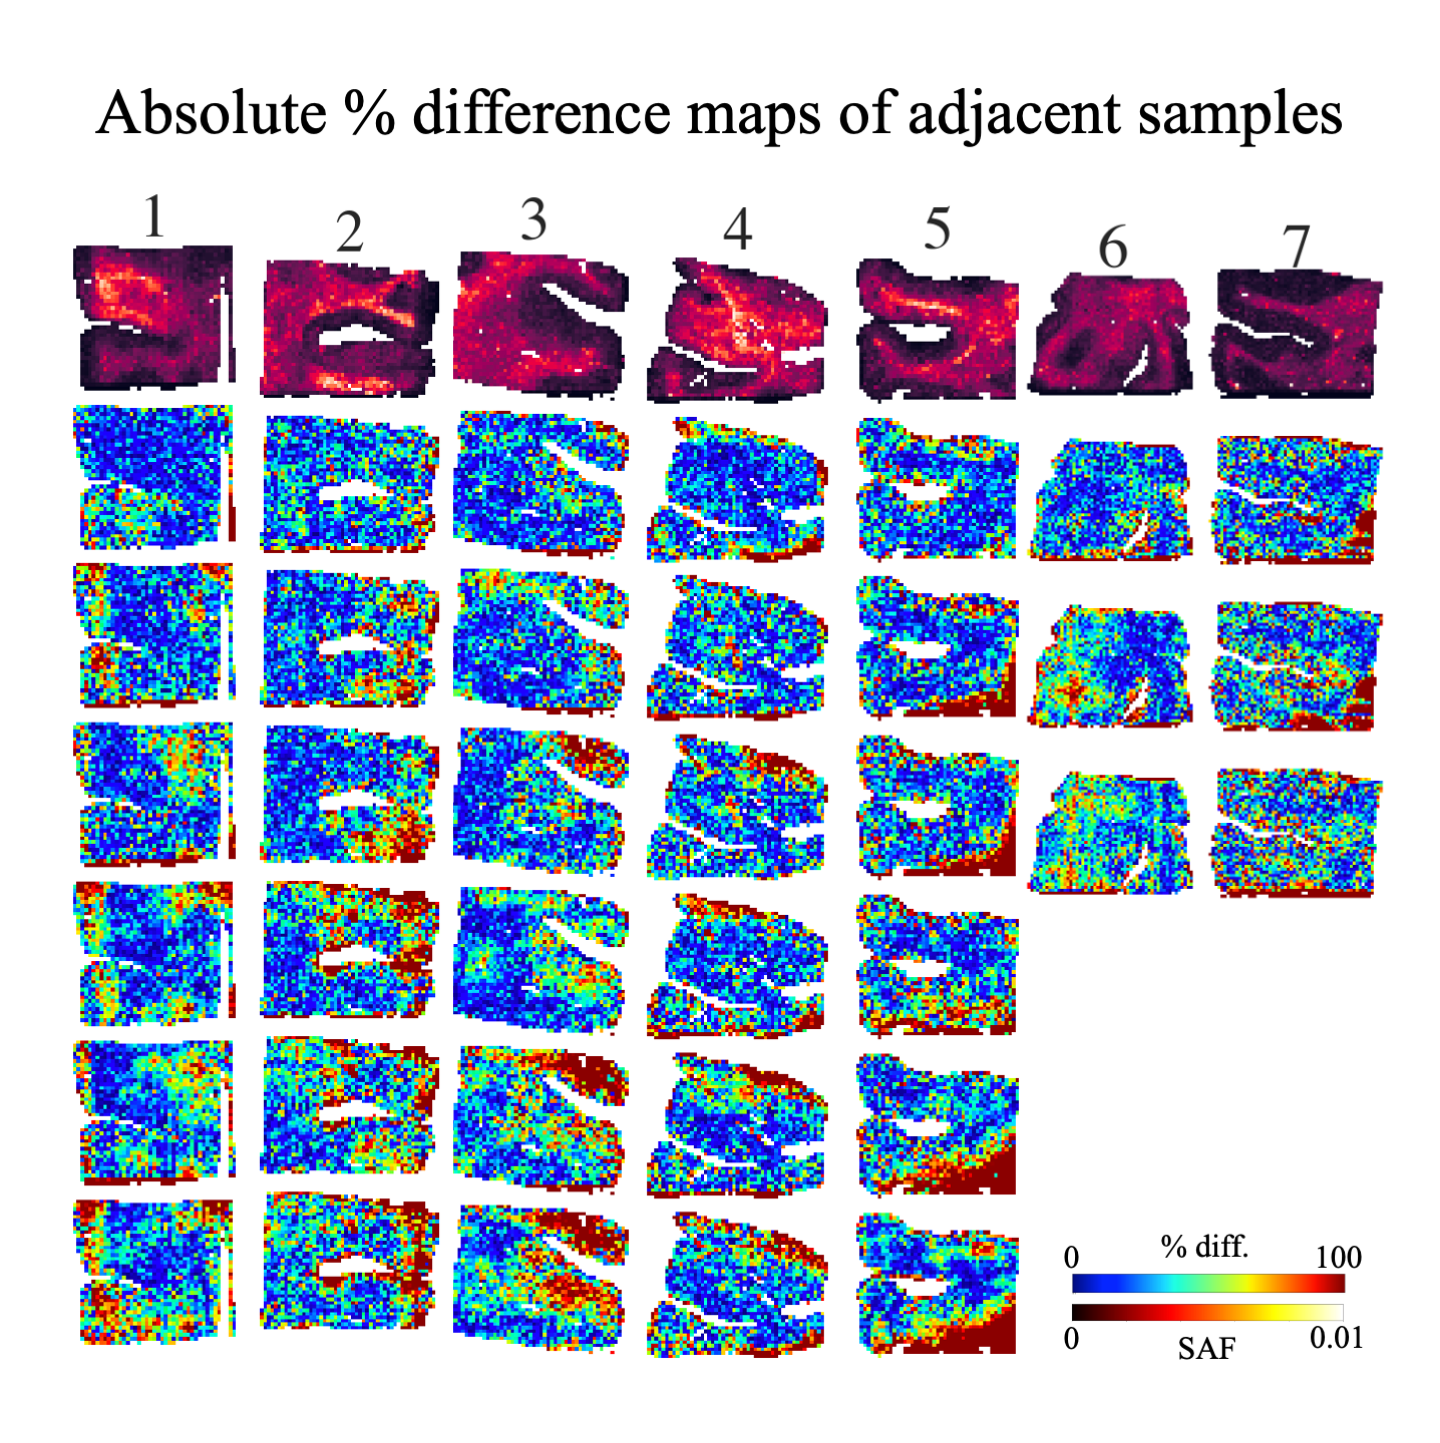 Absolute % difference maps of adjacent samples
1 2 3 4 5 6 7
0 % diff. 100
0 SAF 0.01